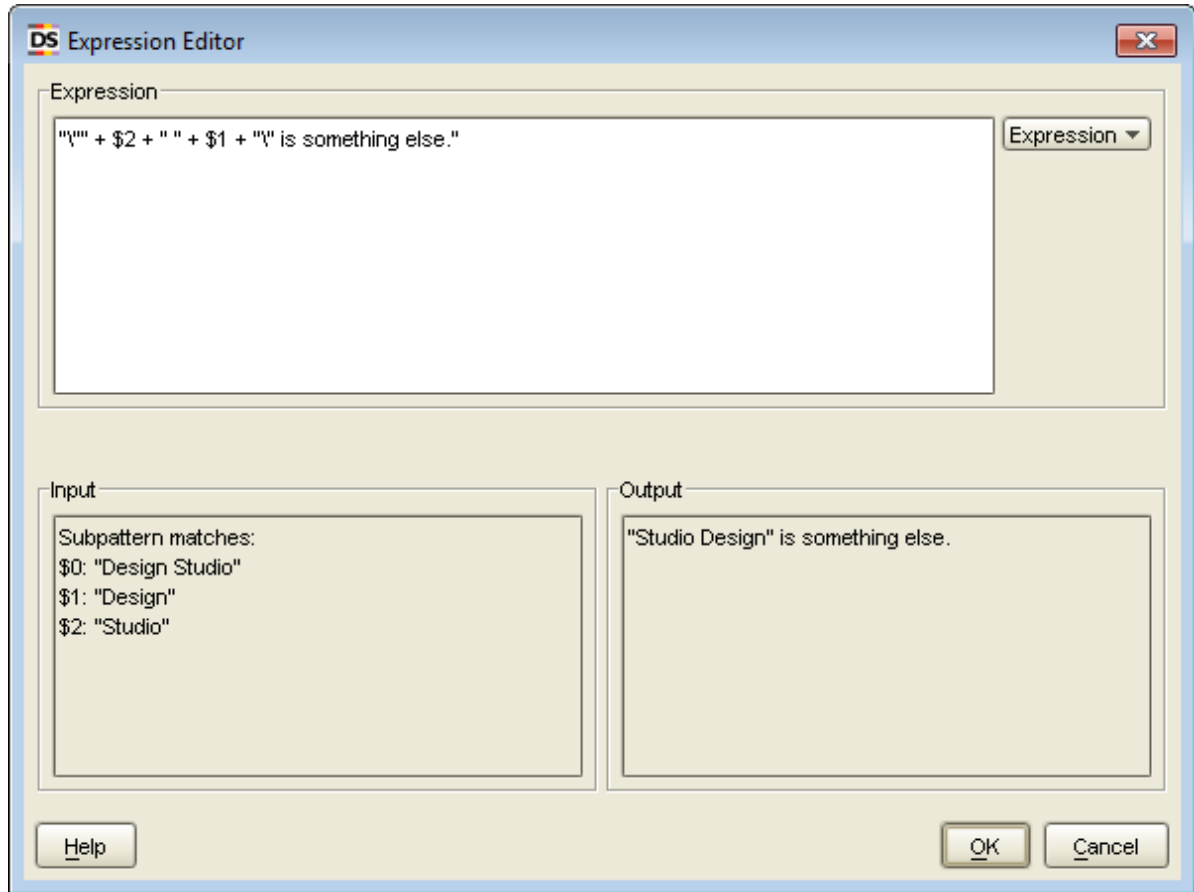 DS Expression Editor
Expression
"\"" + $2 + " " + $1 + "\" is something else."
Expression
Input
Subpattern matches:
$0: "Design Studio"
$1: "Design"
$2: "Studio"
Output
"Studio Design" is something else.
Help
OK
Cancel